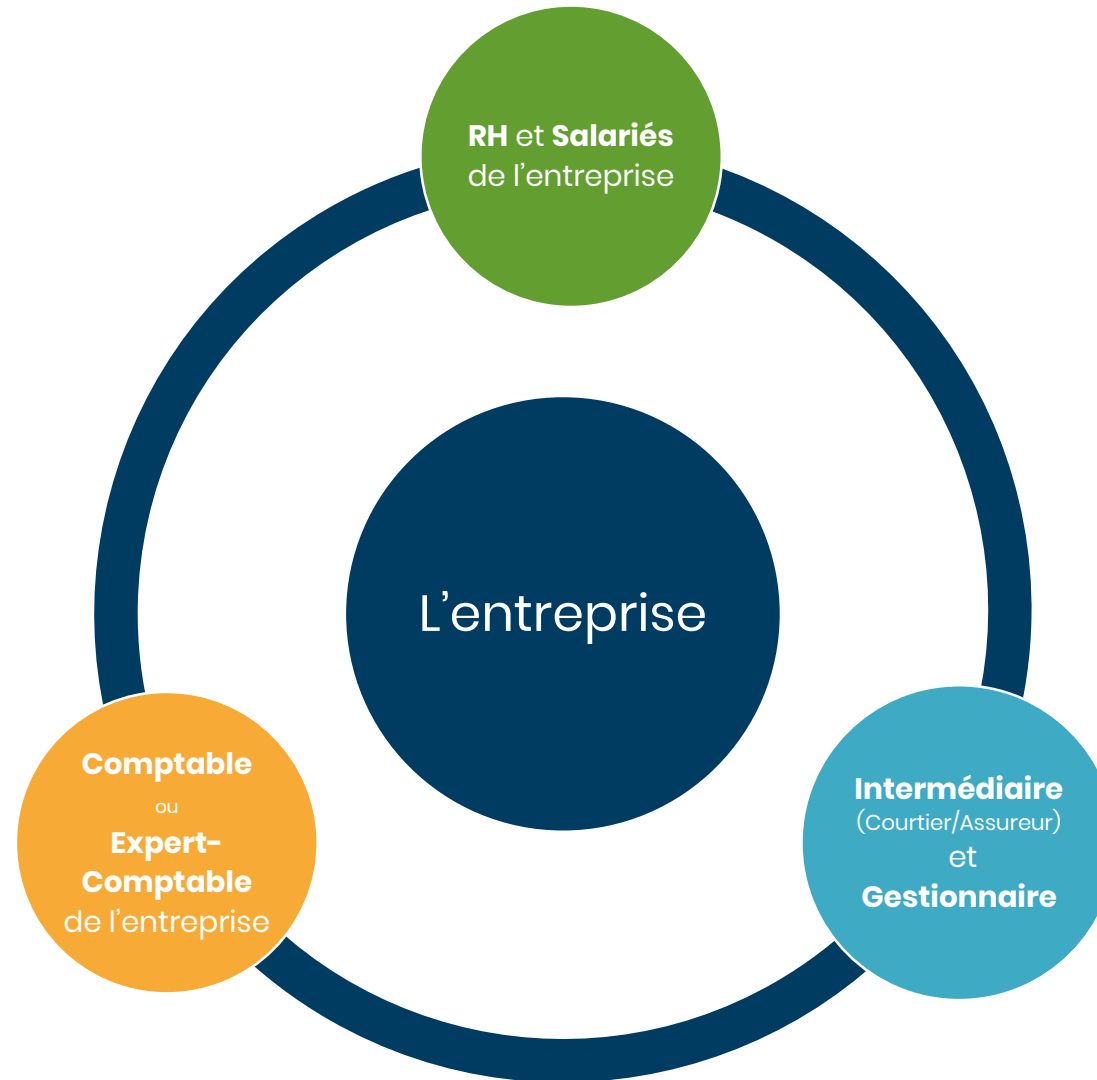 RH et Salariés
de l’entreprise
L’entreprise
Comptable
ou
Expert-
Comptable
de l’entreprise
Intermédiaire
(Courtier/Assureur)
et
Gestionnaire